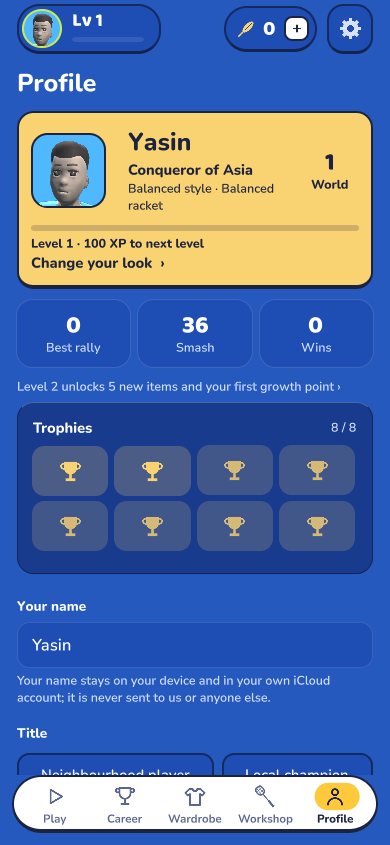 Lv 1
0 +
Profile
Yasin
Conqueror of Asia
Balanced style · Balanced
racket
1
World
Level 1 · 100 XP to next level
Change your look ›
0
Best rally
36
Smash
0
Wins
Level 2 unlocks 5 new items and your first growth point ›
Trophies
8 / 8
Your name
Yasin
Your name stays on your device and in your own iCloud
account; it is never sent to us or anyone else.
Title
Neighbourhood player
Local champion
Play
Career
Wardrobe
Workshop
Profile